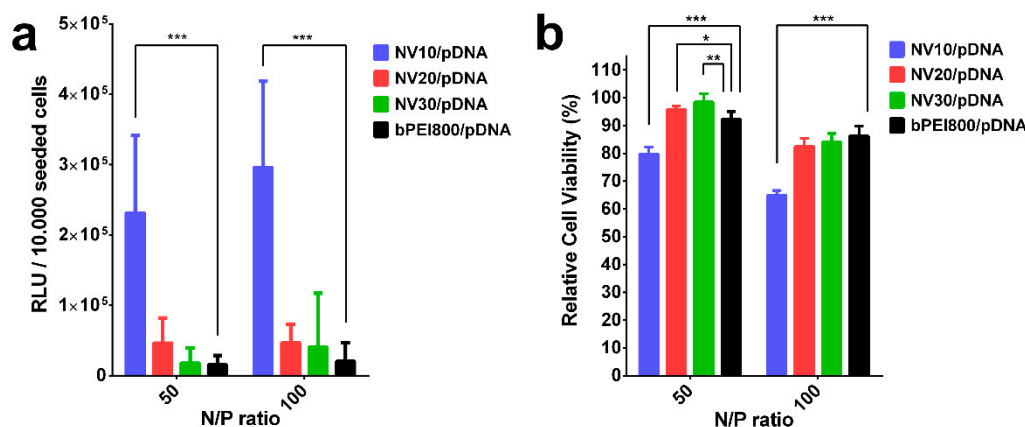 a
RLU / 10.000 seeded cells
5×10⁵
4×10⁵
3×10⁵
2×10⁵
1×10⁵
0
***
***
50
100
N/P ratio
NV10/pDNA
NV20/pDNA
NV30/pDNA
bPEI800/pDNA
b
Relative Cell Viability (%)
110
100
90
80
70
60
50
40
30
20
10
0
***
*
**
***
50
100
N/P ratio
NV10/pDNA
NV20/pDNA
NV30/pDNA
bPEI800/pDNA